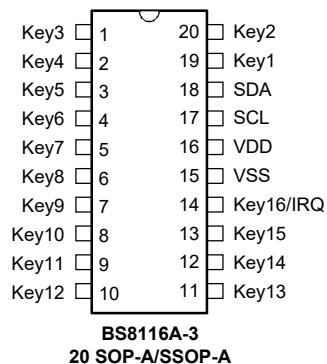 Key3 1 20 Key2
Key4 2 19 Key1
Key5 3 18 SDA
Key6 4 17 SCL
Key7 5 16 VDD
Key8 6 15 VSS
Key9 7 14 Key16/IRQ
Key10 8 13 Key15
Key11 9 12 Key14
Key12 10 11 Key13
BS8116A-3
20 SOP-A/SSOP-A